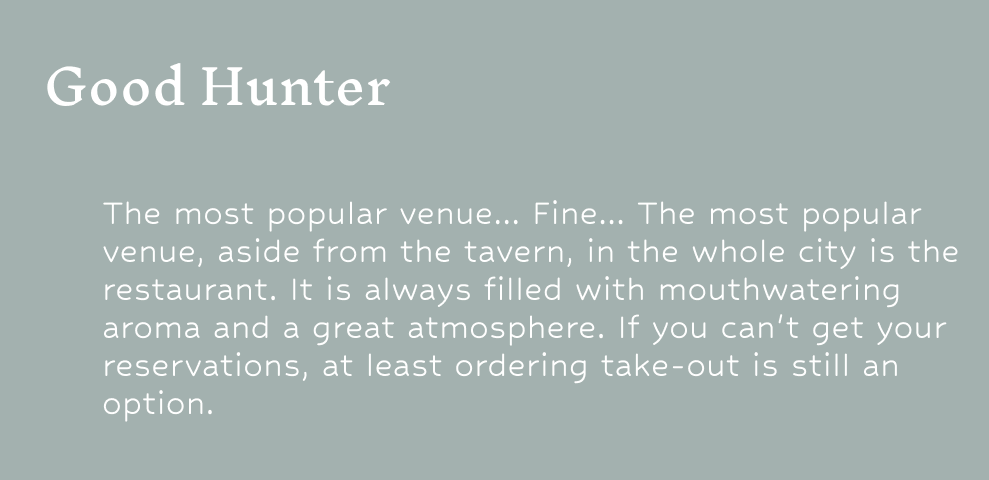 Good Hunter
The most popular venue... Fine... The most popular
venue, aside from the tavern, in the whole city is the
restaurant. It is always filled with mouthwatering
aroma and a great atmosphere. If you can't get your
reservations, at least ordering take-out is still an
option.